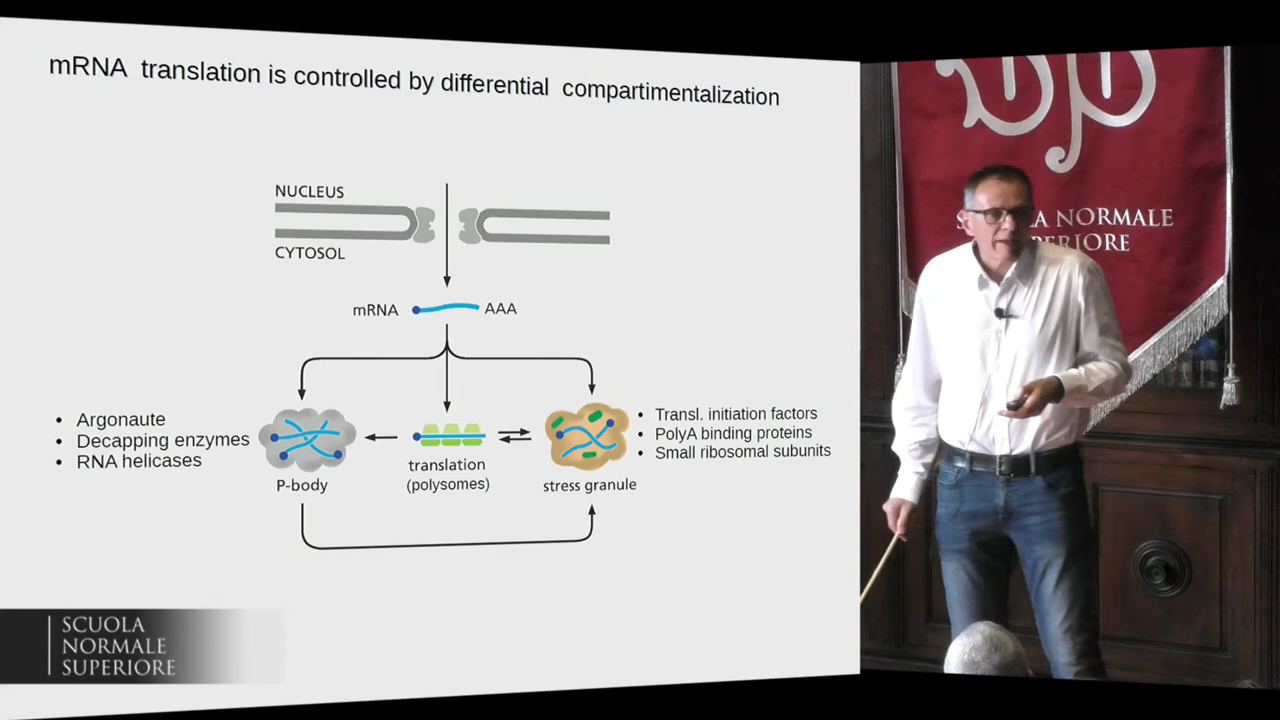 mRNA translation is controlled by differential compartimentalization
NUCLEUS
CYTOSOL
mRNA
AAA
• Argonaute
• Decapping enzymes
• RNA helicases
P-body
translation
(polysomes)
stress granule
• Transl. initiation factors
• PolyA binding proteins
• Small ribosomal subunits
SCUOLA
NORMALE
SUPERIORE
NORMALE